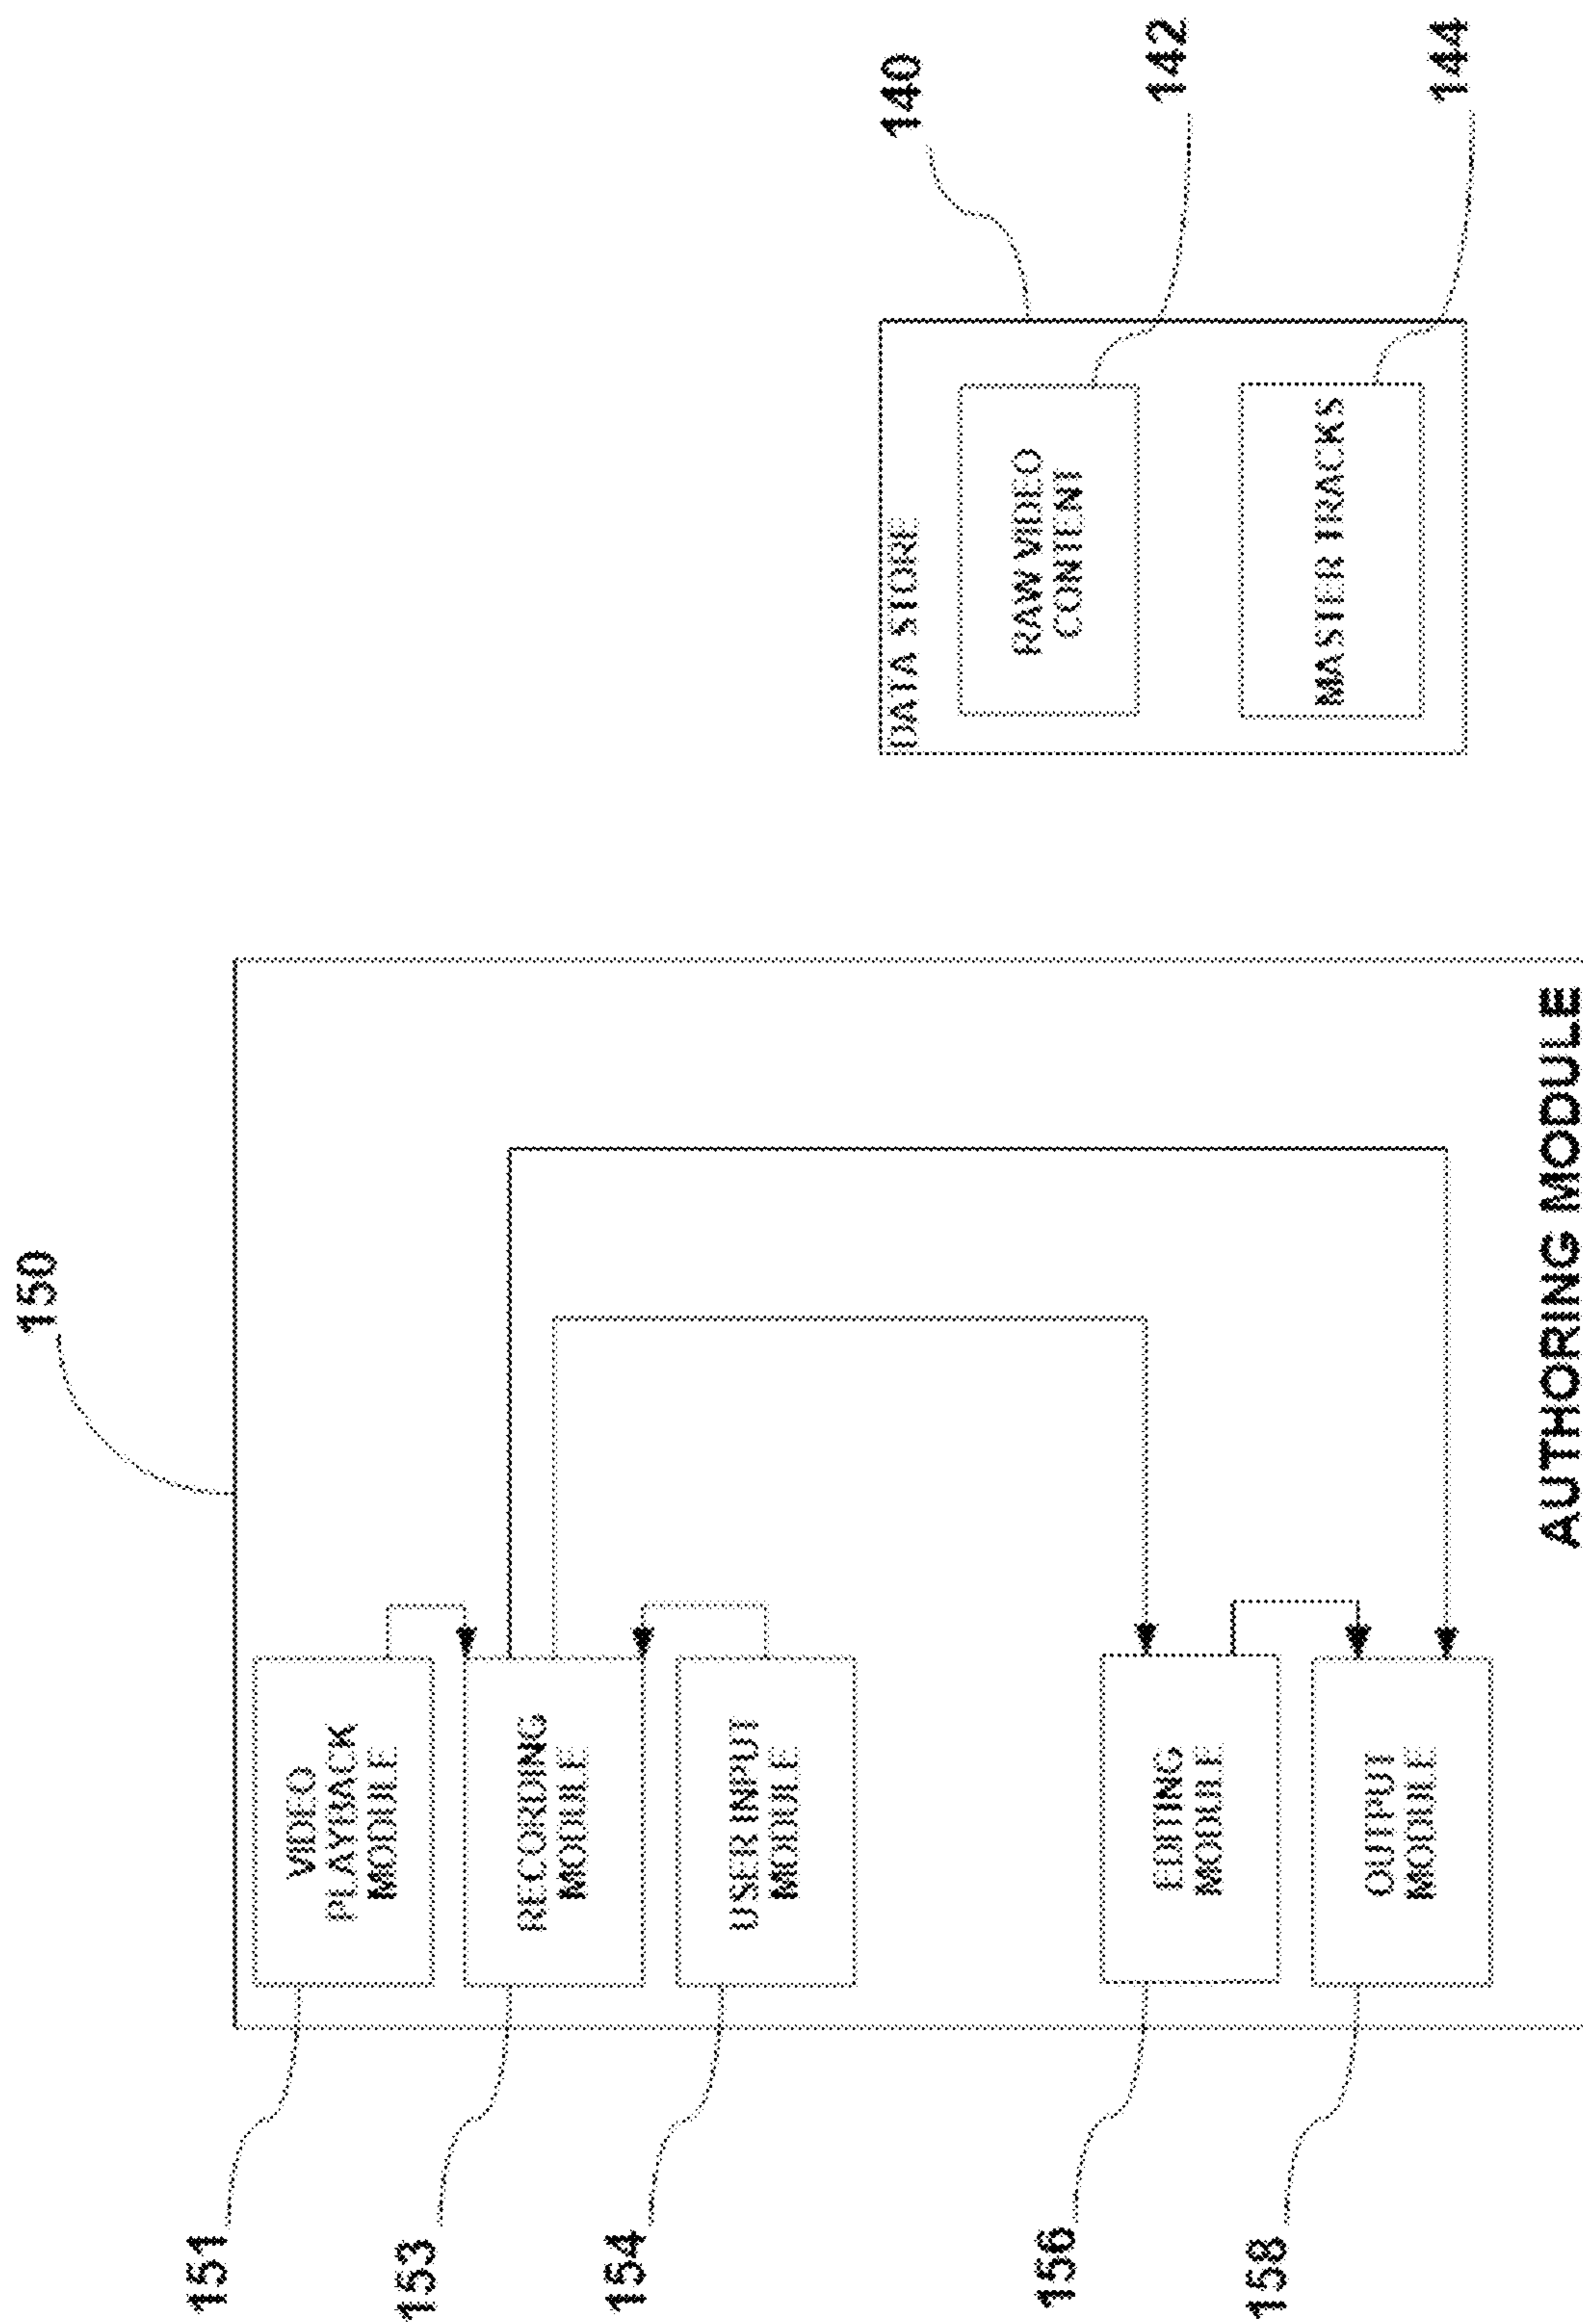 150
151
VIDEO
PLAYBACK
MODULE
153
RECORDING
MODULE
154
USER INPUT
MODULE
156
EDITING
MODULE
158
OUTPUT
MODULE
AUTHORING MODULE
140
DATA STORE
142
RAW VIDEO
CONTENT
144
MASTER TRACKS